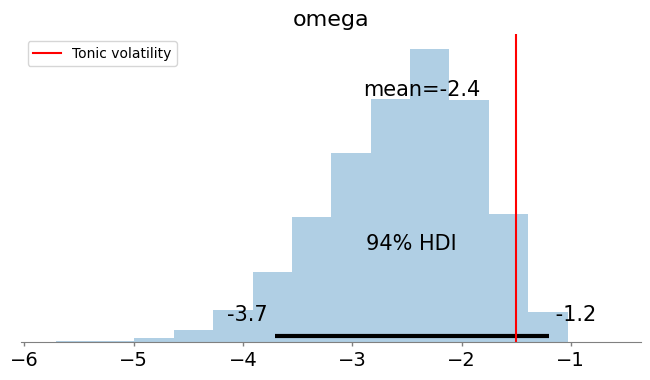 omega
Tonic volatility
mean=-2.4
94% HDI
-3.7
-1.2
−6 −5 −4 −3 −2 −1